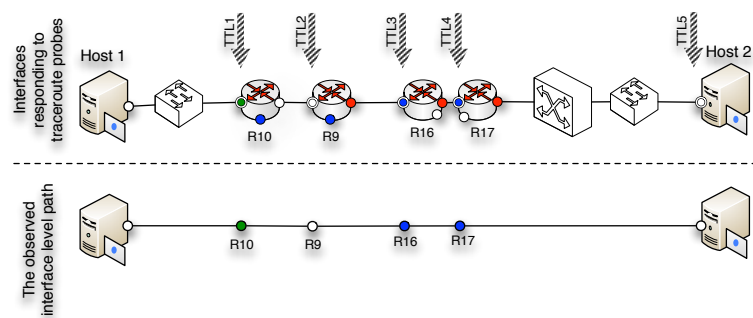 TTL1
TTL2
TTL3
TTL4
TTL5
Host 1
Host 2
Interfaces
responding to
traceroute probes
R10
R9
R16
R17
The observed
interface level path
R10
R9
R16
R17